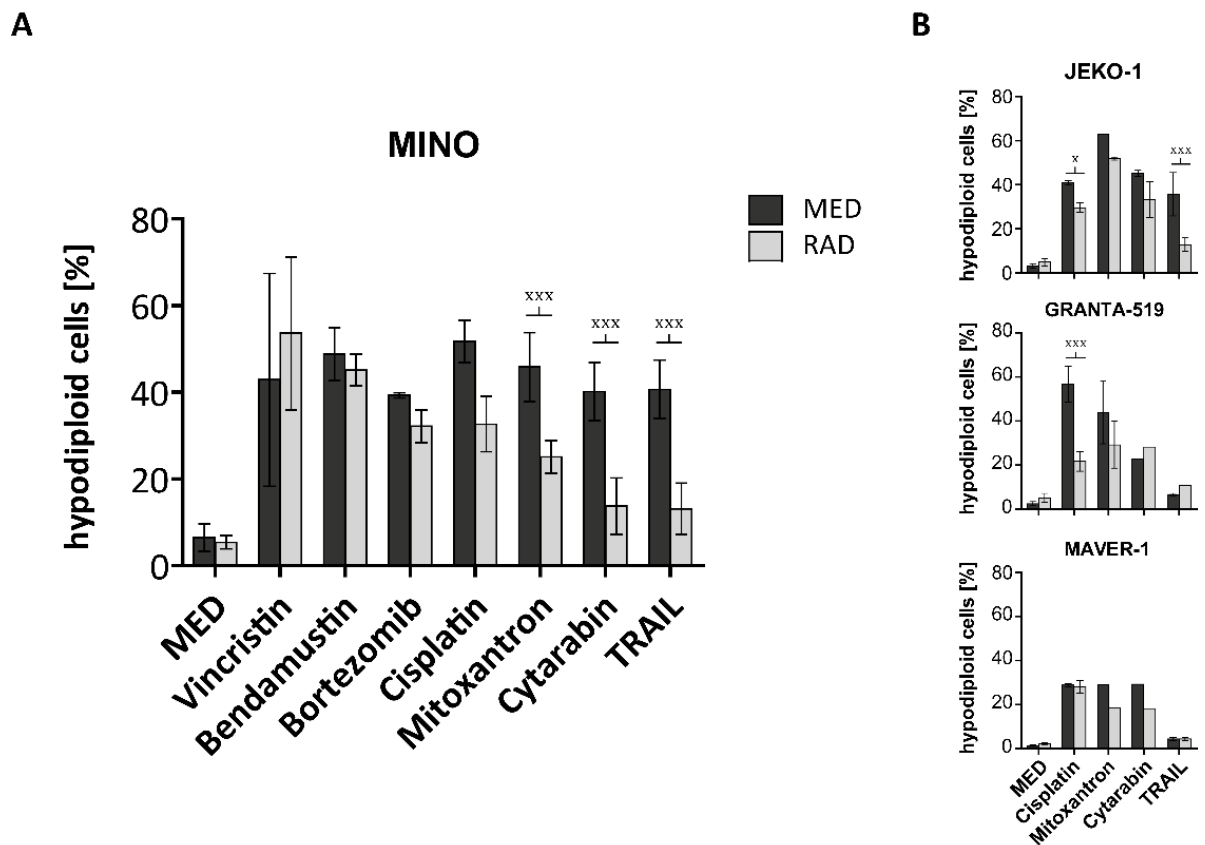 A
MINO
hypodiploid cells [%]
80
60
40
20
0
xxx
xxx
xxx
MED
Vincristin
Bendamustin
Bortezomib
Cisplatin
Mitoxantron
Cytarabin
TRAIL
MED
RAD
B
JEKO-1
hypodiploid cells [%]
80
60
40
20
0
x
xxx
GRANTA-519
hypodiploid cells [%]
80
60
40
20
0
xxx
MAVER-1
hypodiploid cells [%]
80
60
40
20
0
MED
Cisplatin
Mitoxantron
Cytarabin
TRAIL